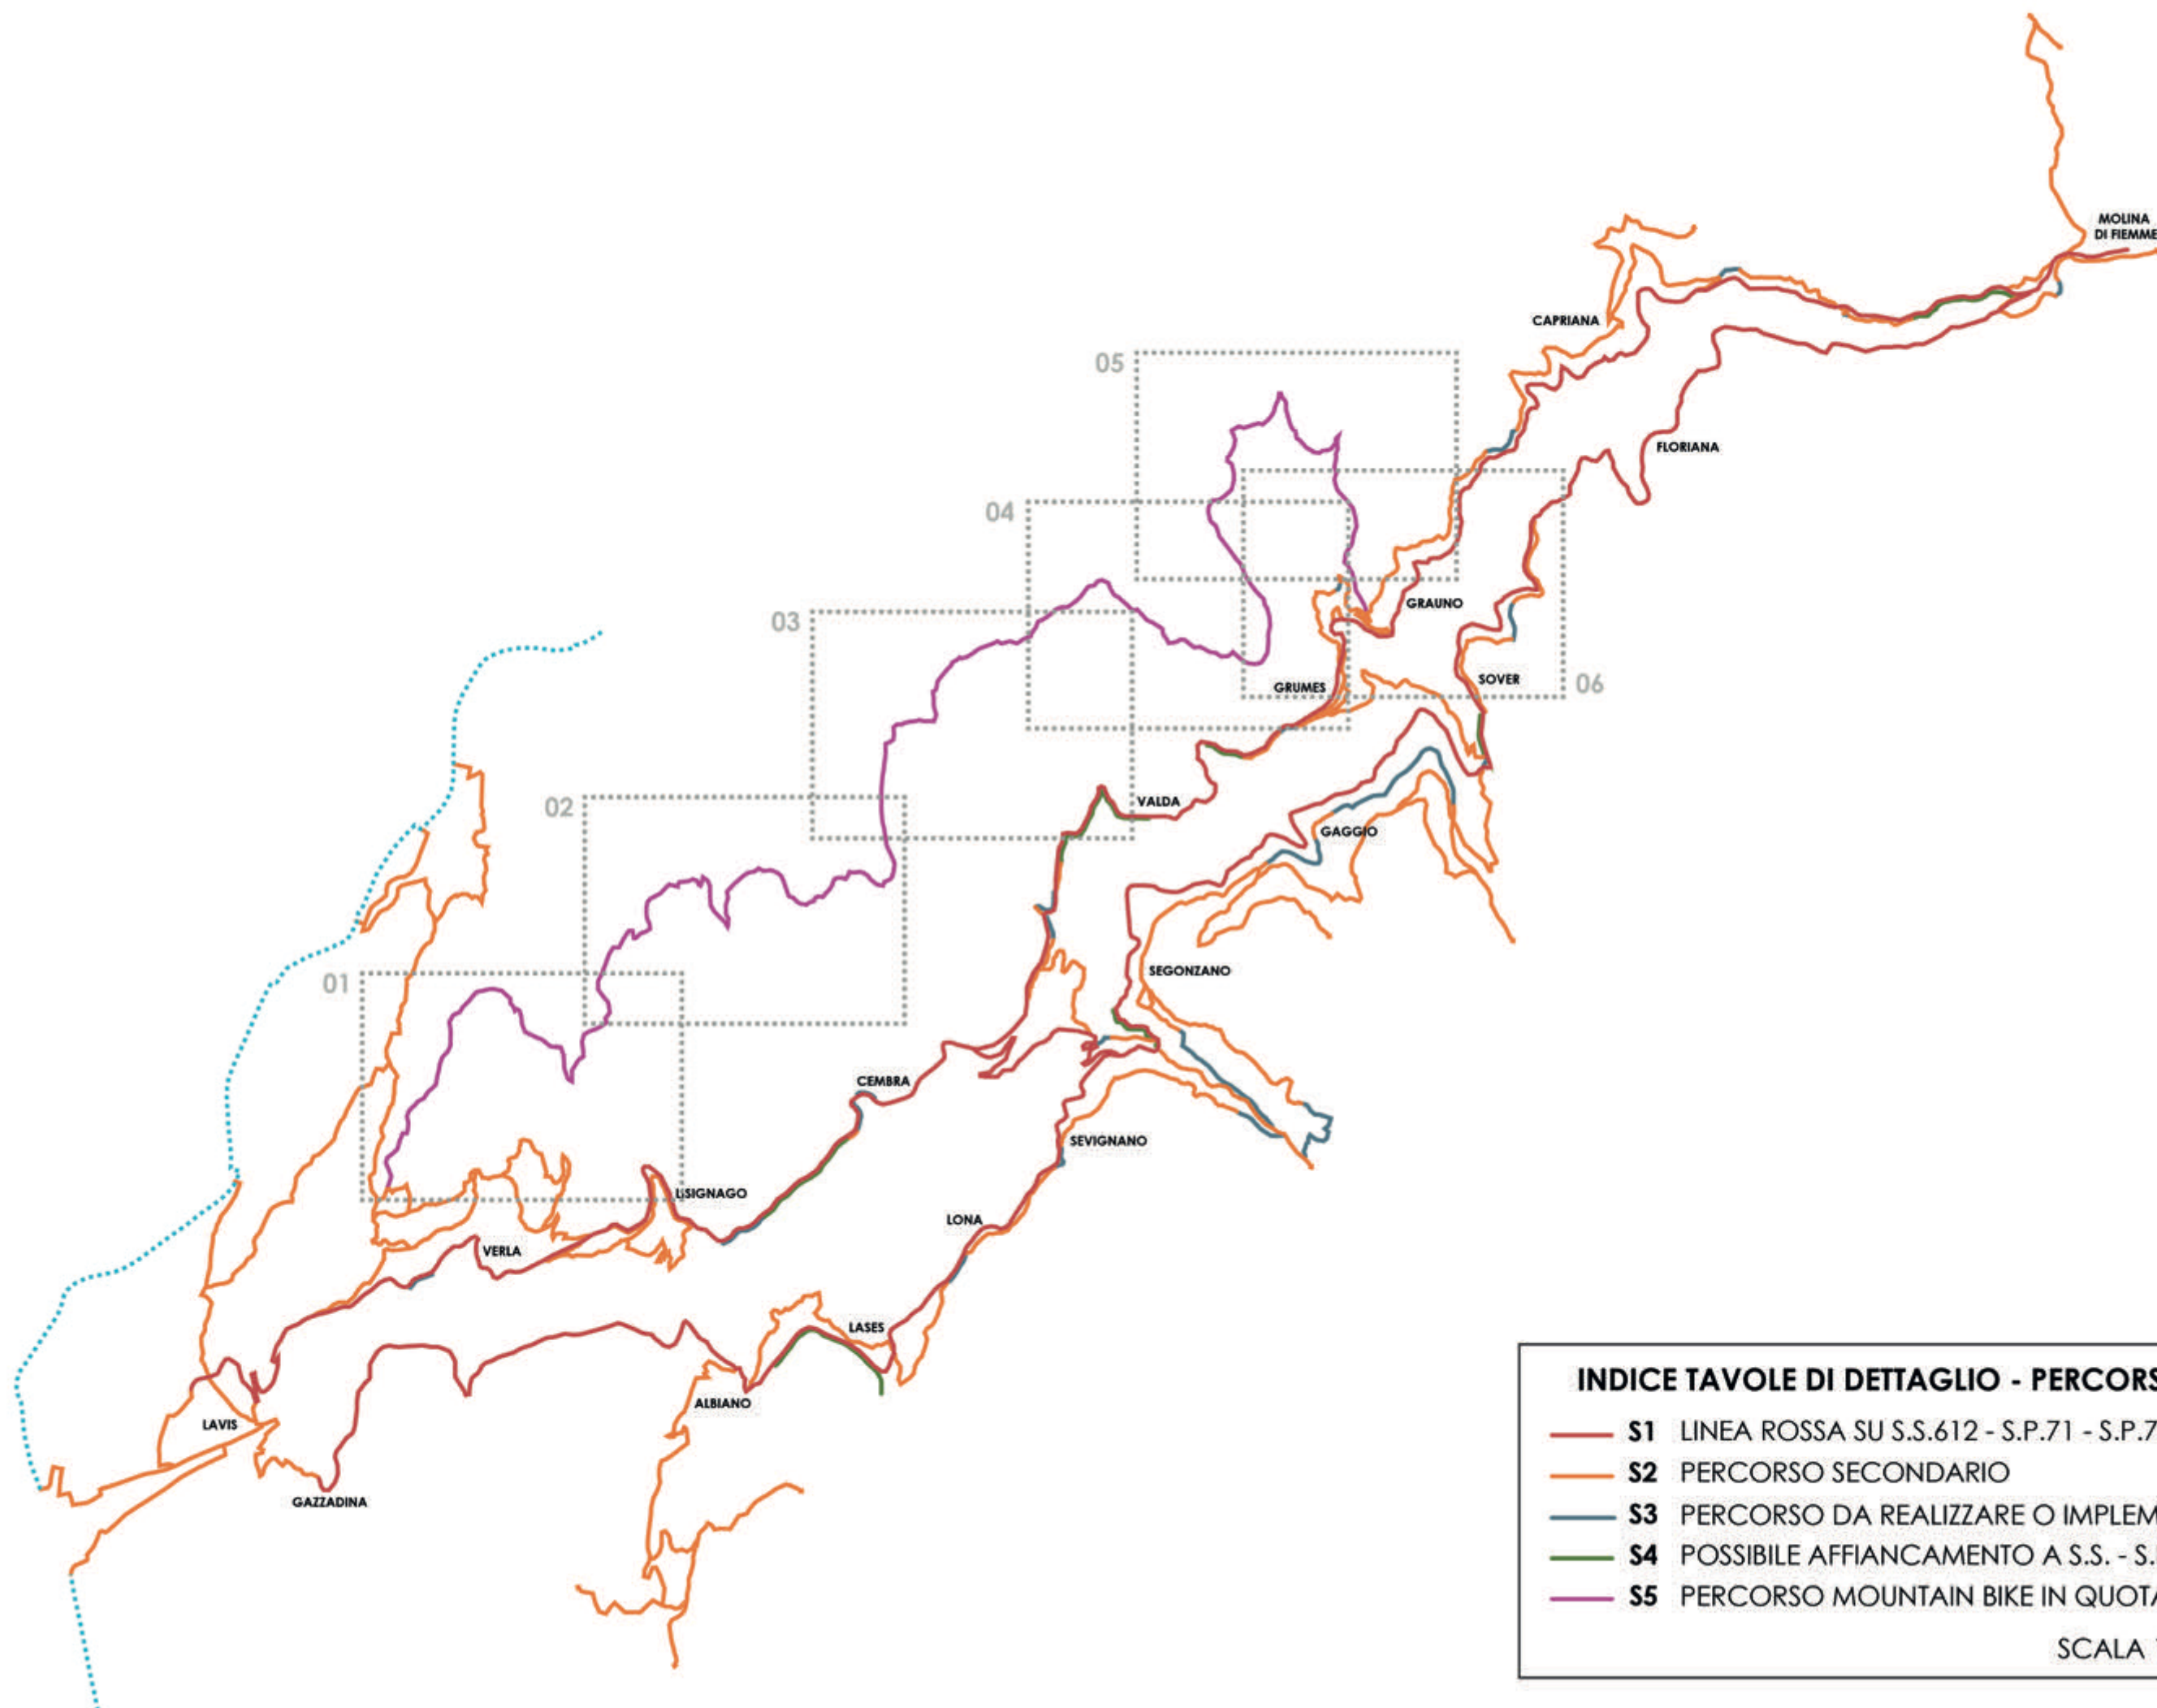 MOLINA
DI FIEMME
CAPRIANA
05
FLORIANA
04
GRAUNO
03
SOVER
06
GRUMES
02
VALDA
GAGGIO
SEGONZANO
01
CEMBRA
SEVIGNANO
LISIGNAGO
LONA
VERLA
LASES
ALBIANO
LAVIS
GAZZADINA
INDICE TAVOLE DI DETTAGLIO - PERCORS
S1 LINEA ROSSA SU S.S.612 - S.P.71 - S.P.7
S2 PERCORSO SECONDARIO
S3 PERCORSO DA REALIZZARE O IMPLEM
S4 POSSIBILE AFFIANCAMENTO A S.S. - S.
S5 PERCORSO MOUNTAIN BIKE IN QUOTA
SCALA